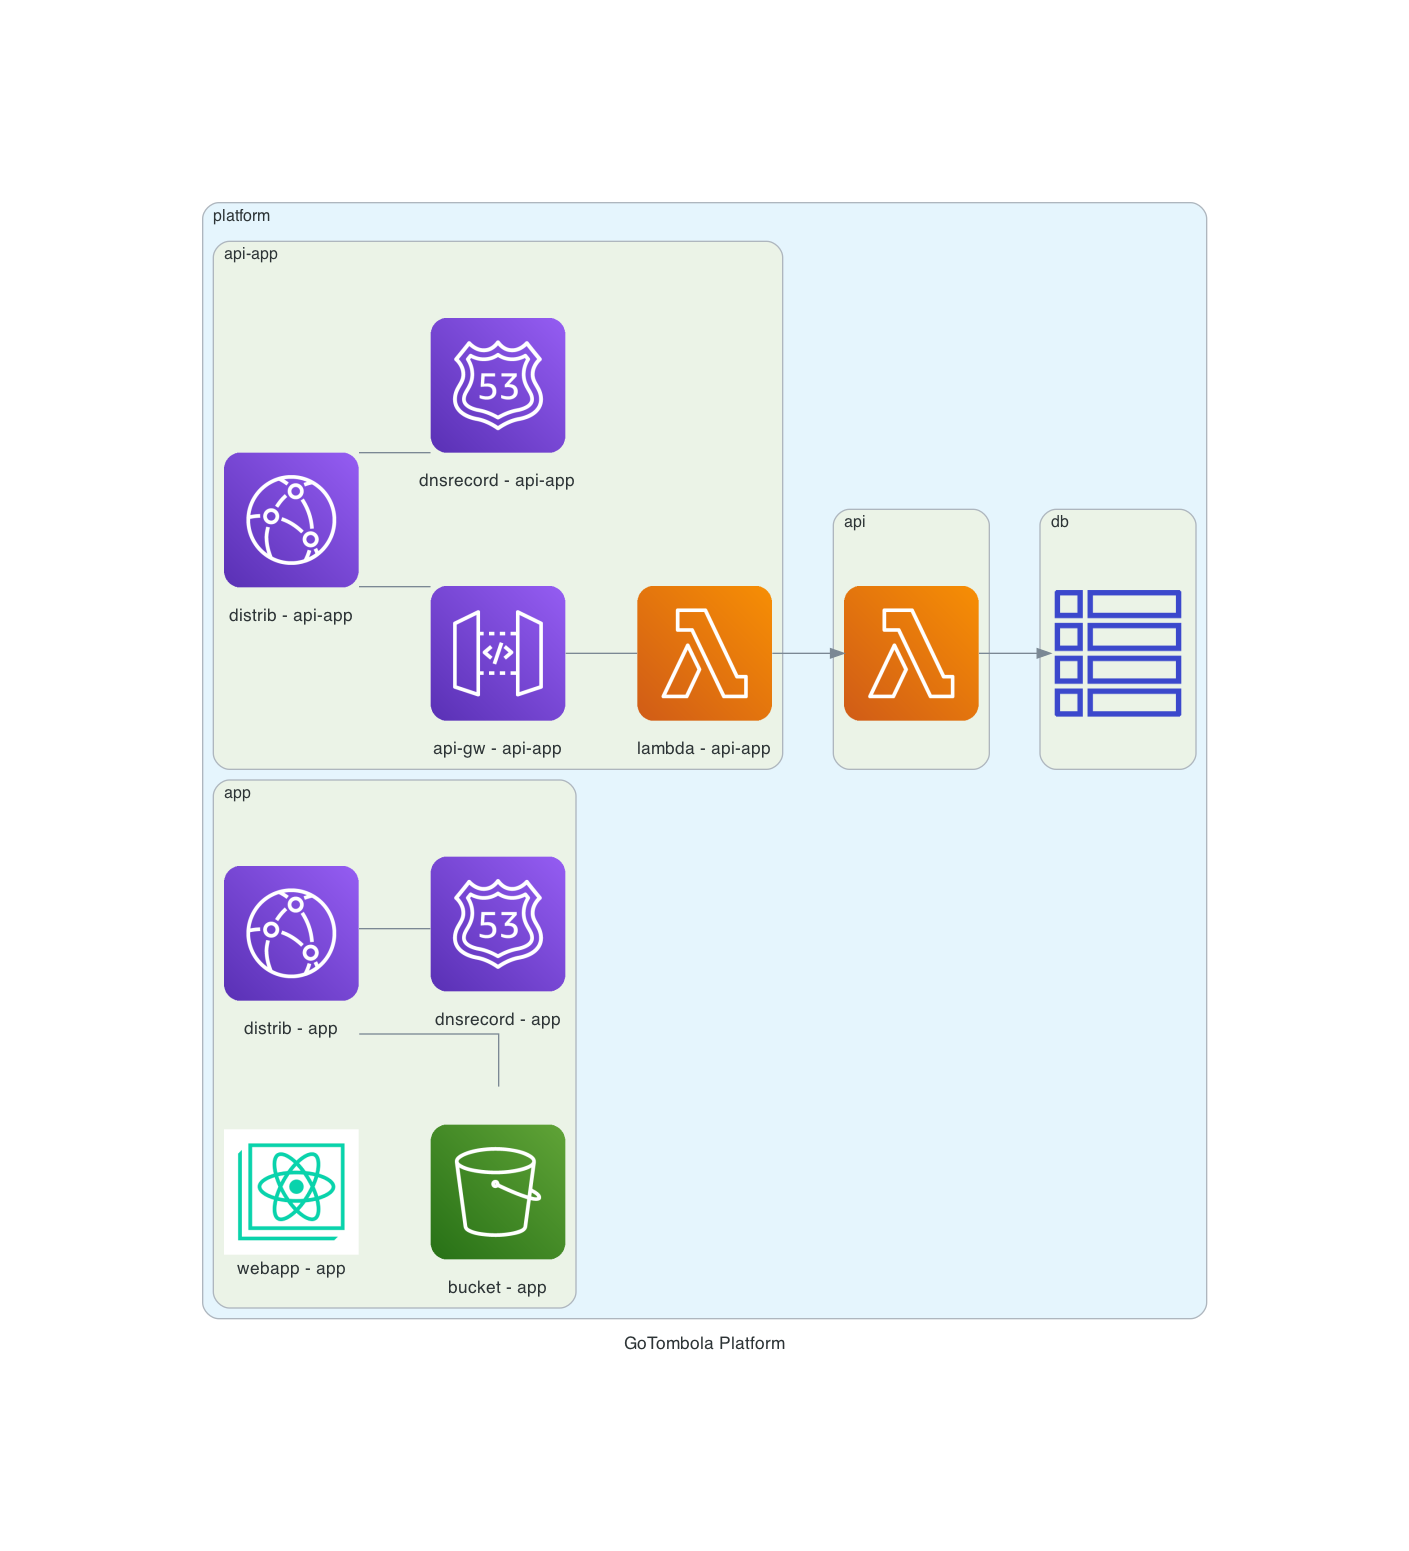 platform
api-app
53
dnsrecord - api-app
distrib - api-app
</>
api-gw - api-app
lambda - api-app
api
db
app
53
distrib - app
dnsrecord - app
webapp - app
bucket - app
GoTombola Platform